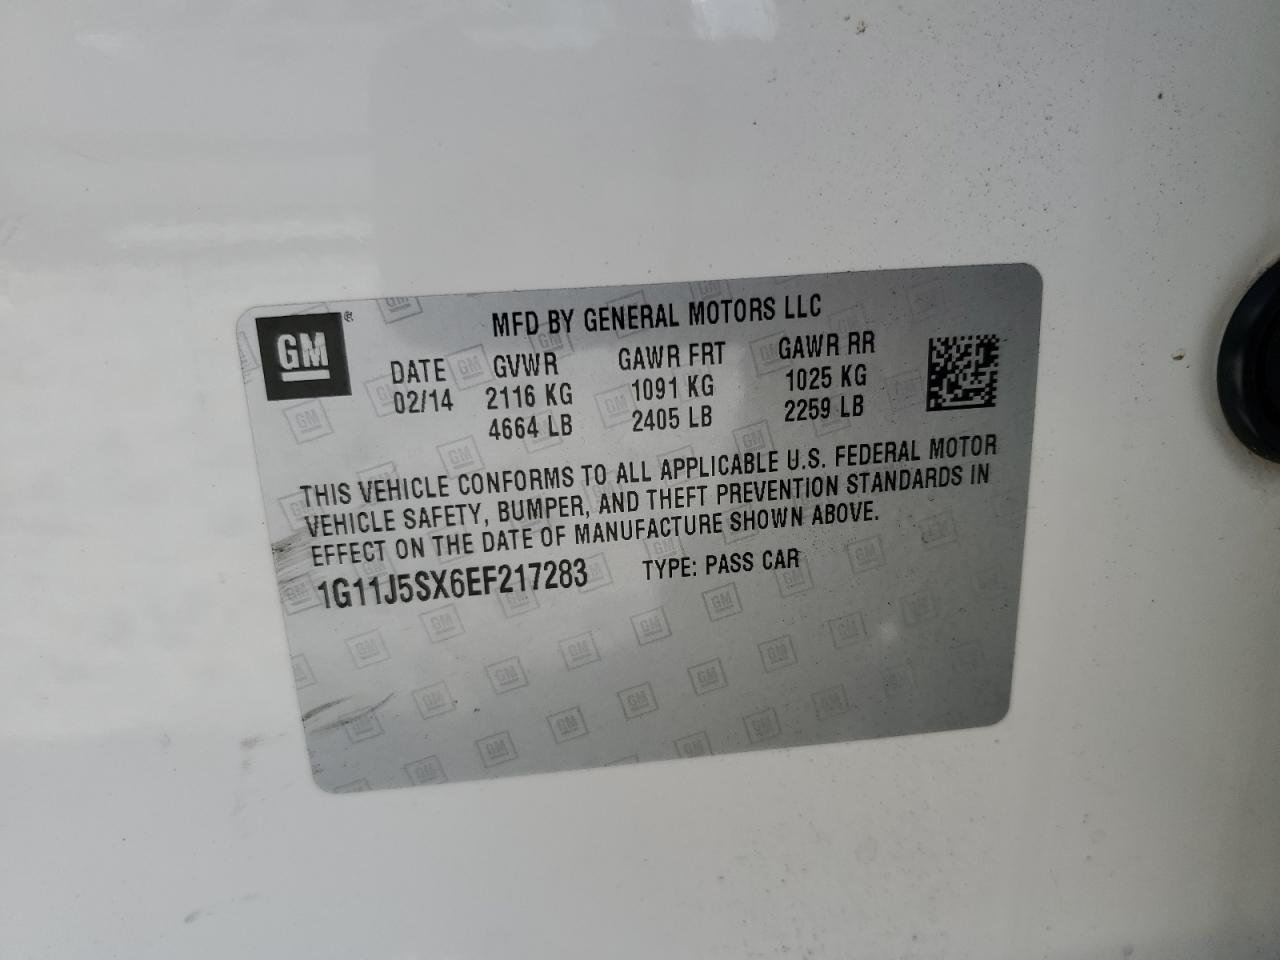 GM ®
MFD BY GENERAL MOTORS LLC
DATE GVWR GAWR FRT GAWR RR
02/14 2116 KG 1091 KG 1025 KG
4664 LB 2405 LB 2259 LB
THIS VEHICLE CONFORMS TO ALL APPLICABLE U.S. FEDERAL MOTOR
VEHICLE SAFETY, BUMPER, AND THEFT PREVENTION STANDARDS IN
EFFECT ON THE DATE OF MANUFACTURE SHOWN ABOVE.
1G11J5SX6EF217283 TYPE: PASS CAR